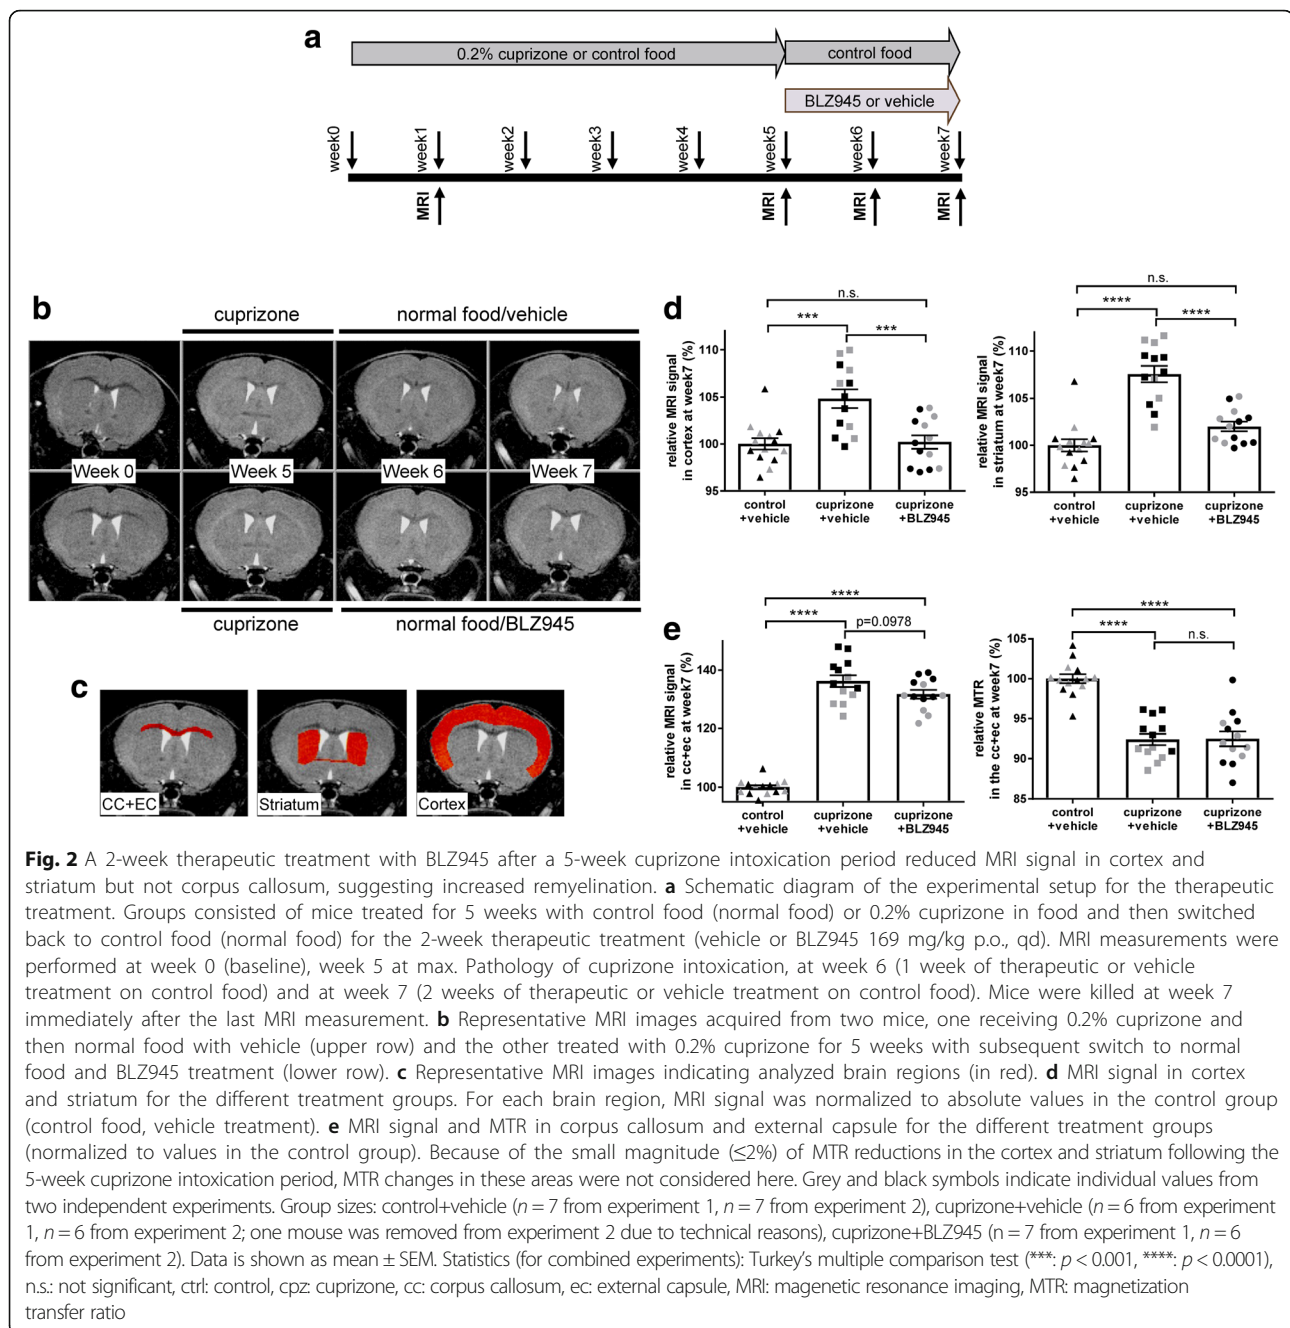 a
0.2% cuprizone or control food
control food
BLZ945 or vehicle
week0
week1
week2
week3
week4
week5
week6
week7
MRI
MRI
MRI
MRI
b
cuprizone
normal food/vehicle
Week 0
Week 5
Week 6
Week 7
cuprizone
normal food/BLZ945
c
CC+EC
Striatum
Cortex
d
relative MRI signal
in cortex at week7 (%)
n.s.
***
***
110
105
100
95
control
+vehicle
cuprizone
+vehicle
cuprizone
+BLZ945
relative MRI signal
in striatum at week7 (%)
n.s.
****
****
110
105
100
95
control
+vehicle
cuprizone
+vehicle
cuprizone
+BLZ945
e
relative MRI signal
in cc+ec at week7 (%)
****
****
p=0.0978
140
120
100
control
+vehicle
cuprizone
+vehicle
cuprizone
+BLZ945
relative MTR
in the cc+ec at week7 (%)
****
****
n.s.
105
100
95
90
85
control
+vehicle
cuprizone
+vehicle
cuprizone
+BLZ945
Fig. 2 A 2-week therapeutic treatment with BLZ945 after a 5-week cuprizone intoxication period reduced MRI signal in cortex and
striatum but not corpus callosum, suggesting increased remyelination. a Schematic diagram of the experimental setup for the therapeutic
treatment. Groups consisted of mice treated for 5 weeks with control food (normal food) or 0.2% cuprizone in food and then switched
back to control food (normal food) for the 2-week therapeutic treatment (vehicle or BLZ945 169 mg/kg p.o., qd). MRI measurements were
performed at week 0 (baseline), week 5 at max. Pathology of cuprizone intoxication, at week 6 (1 week of therapeutic or vehicle
treatment on control food) and at week 7 (2 weeks of therapeutic or vehicle treatment on control food). Mice were killed at week 7
immediately after the last MRI measurement. b Representative MRI images acquired from two mice, one receiving 0.2% cuprizone and
then normal food with vehicle (upper row) and the other treated with 0.2% cuprizone for 5 weeks with subsequent switch to normal
food and BLZ945 treatment (lower row). c Representative MRI images indicating analyzed brain regions (in red). d MRI signal in cortex
and striatum for the different treatment groups. For each brain region, MRI signal was normalized to absolute values in the control group
(control food, vehicle treatment). e MRI signal and MTR in corpus callosum and external capsule for the different treatment groups
(normalized to values in the control group). Because of the small magnitude (≤2%) of MTR reductions in the cortex and striatum following the
5-week cuprizone intoxication period, MTR changes in these areas were not considered here. Grey and black symbols indicate individual values from
two independent experiments. Group sizes: control+vehicle (n = 7 from experiment 1, n = 7 from experiment 2), cuprizone+vehicle (n = 6 from experiment
1, n = 6 from experiment 2; one mouse was removed from experiment 2 due to technical reasons), cuprizone+BLZ945 (n = 7 from experiment 1, n = 6
from experiment 2). Data is shown as mean ± SEM. Statistics (for combined experiments): Turkey's multiple comparison test (***: p < 0.001, ****: p < 0.0001),
n.s.: not significant, ctrl: control, cpz: cuprizone, cc: corpus callosum, ec: external capsule, MRI: magenetic resonance imaging, MTR: magnetization
transfer ratio